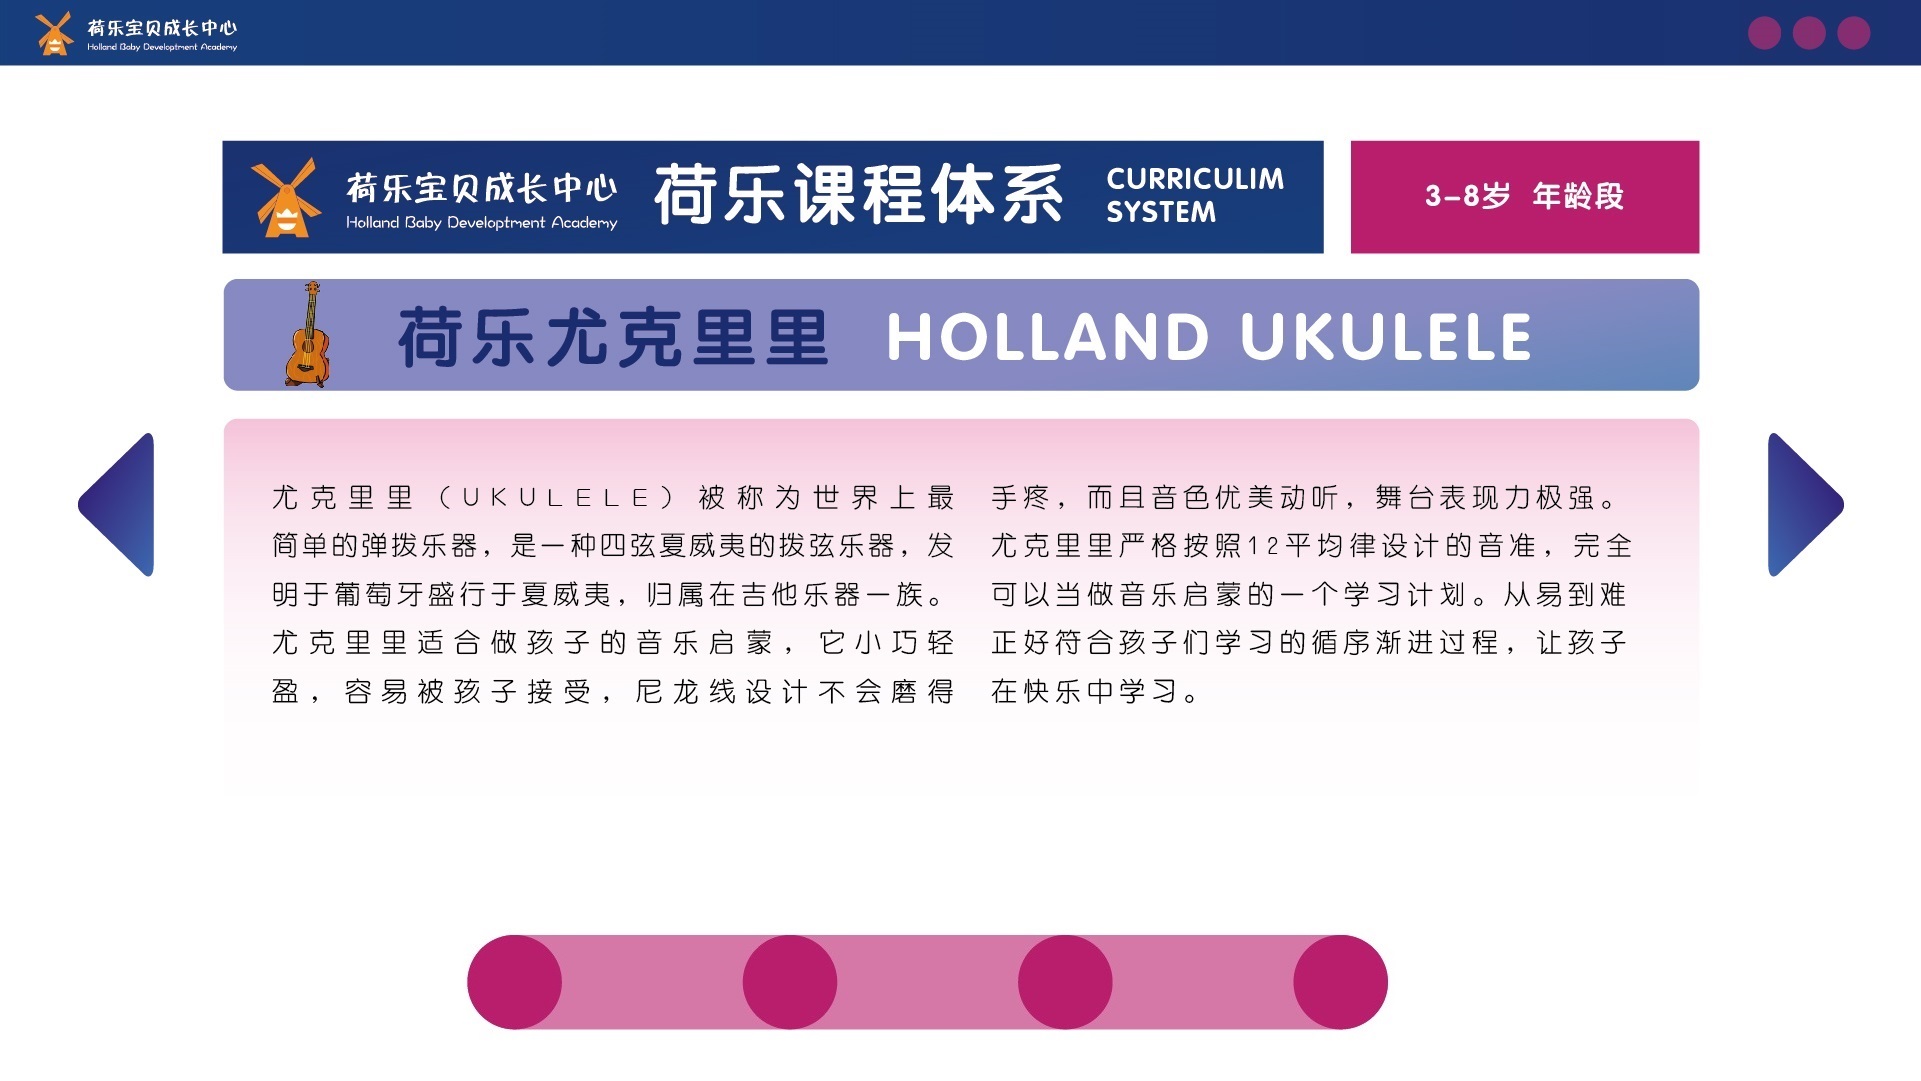 荷乐宝贝成长中心
Holland Baby Developtment Academy
荷乐宝贝成长中心
Holland Baby Developtment Academy
荷乐课程体系
CURRICULIM
SYSTEM
3-8岁 年龄段
荷乐尤克里里 HOLLAND UKULELE
尤克里里（UKULELE）被称为世界上最
简单的弹拨乐器，是一种四弦夏威夷的拨弦乐器，发
明于葡萄牙盛行于夏威夷，归属在吉他乐器一族。
尤克里里适合做孩子的音乐启蒙，它小巧轻
盈，容易被孩子接受，尼龙线设计不会磨得
手疼，而且音色优美动听，舞台表现力极强。
尤克里里严格按照12平均律设计的音准，完全
可以当做音乐启蒙的一个学习计划。从易到难
正好符合孩子们学习的循序渐进过程，让孩子
在快乐中学习。